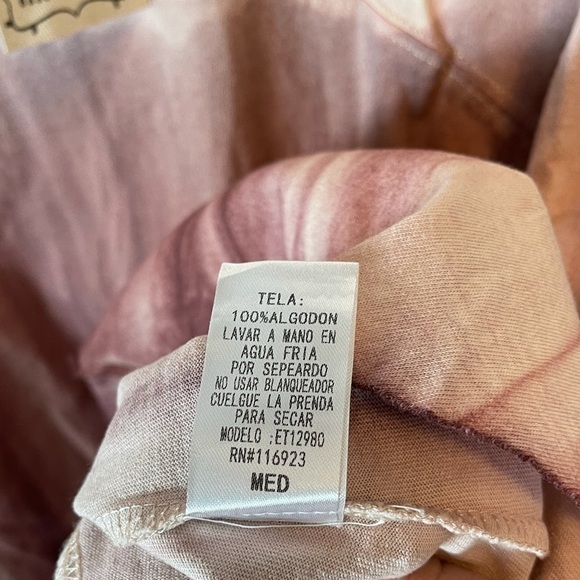 TELA:
100%ALGODON
LAVAR A MANO EN
AGUA FRIA
POR SEPEARDO
NO USAR BLANQUEADOR
CUELGUE LA PRENDA
PARA SECAR
MODELO :ET12980
RN#116923
MED